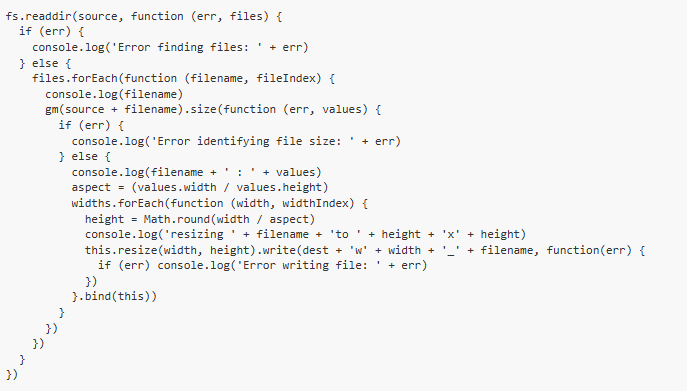 fs.readdir(source, function (err, files) {
  if (err) {
    console.log('Error finding files: ' + err)
  } else {
    files.forEach(function (filename, fileIndex) {
      console.log(filename)
      gm(source + filename).size(function (err, values) {
        if (err) {
          console.log('Error identifying file size: ' + err)
        } else {
          console.log(filename + ' : ' + values)
          aspect = (values.width / values.height)
          widths.forEach(function (width, widthIndex) {
            height = Math.round(width / aspect)
            console.log('resizing ' + filename + 'to ' + height + 'x' + height)
            this.resize(width, height).write(dest + 'w' + width + '_' + filename, function(err) {
              if (err) console.log('Error writing file: ' + err)
            })
          }.bind(this))
        }
      })
    })
  }
})